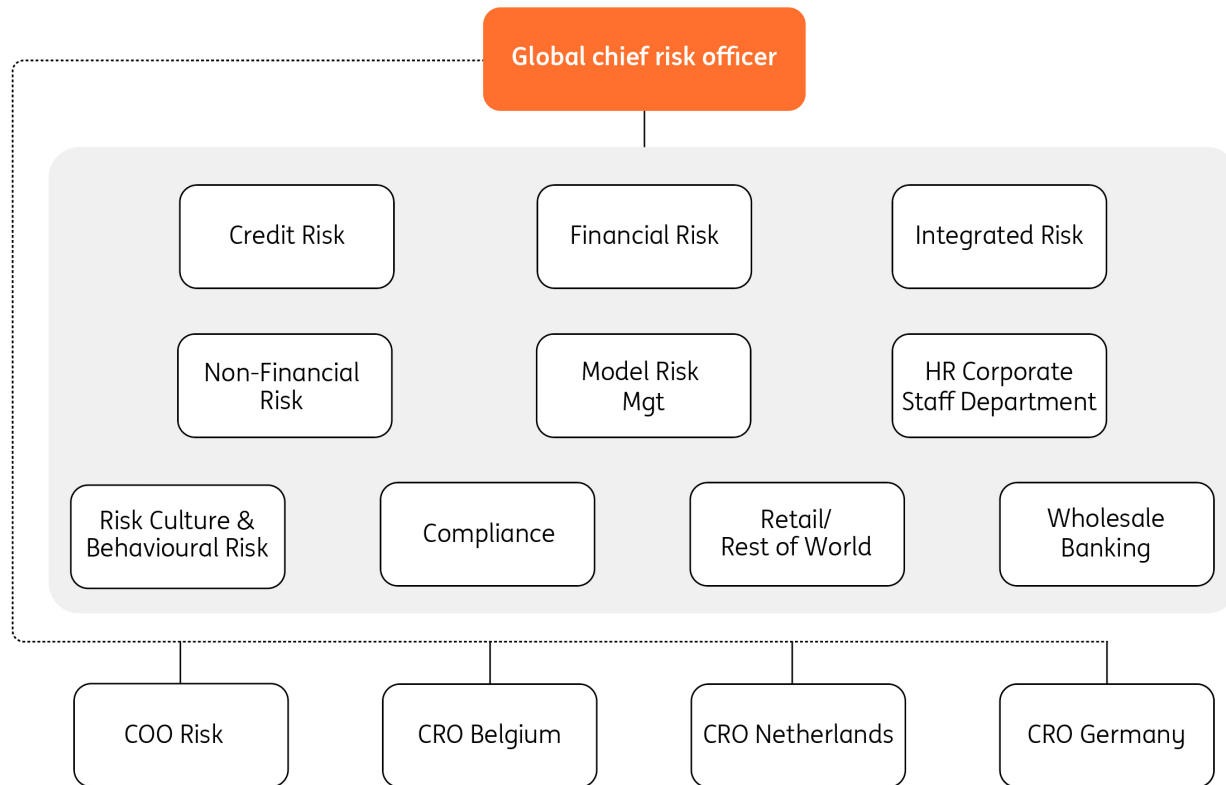 Global chief risk officer
Credit Risk
Financial Risk
Integrated Risk
Non-Financial
Risk
Model Risk
Mgt
HR Corporate
Staff Department
Risk Culture &
Behavioural Risk
Compliance
Retail/
Rest of World
Wholesale
Banking
COO Risk
CRO Belgium
CRO Netherlands
CRO Germany